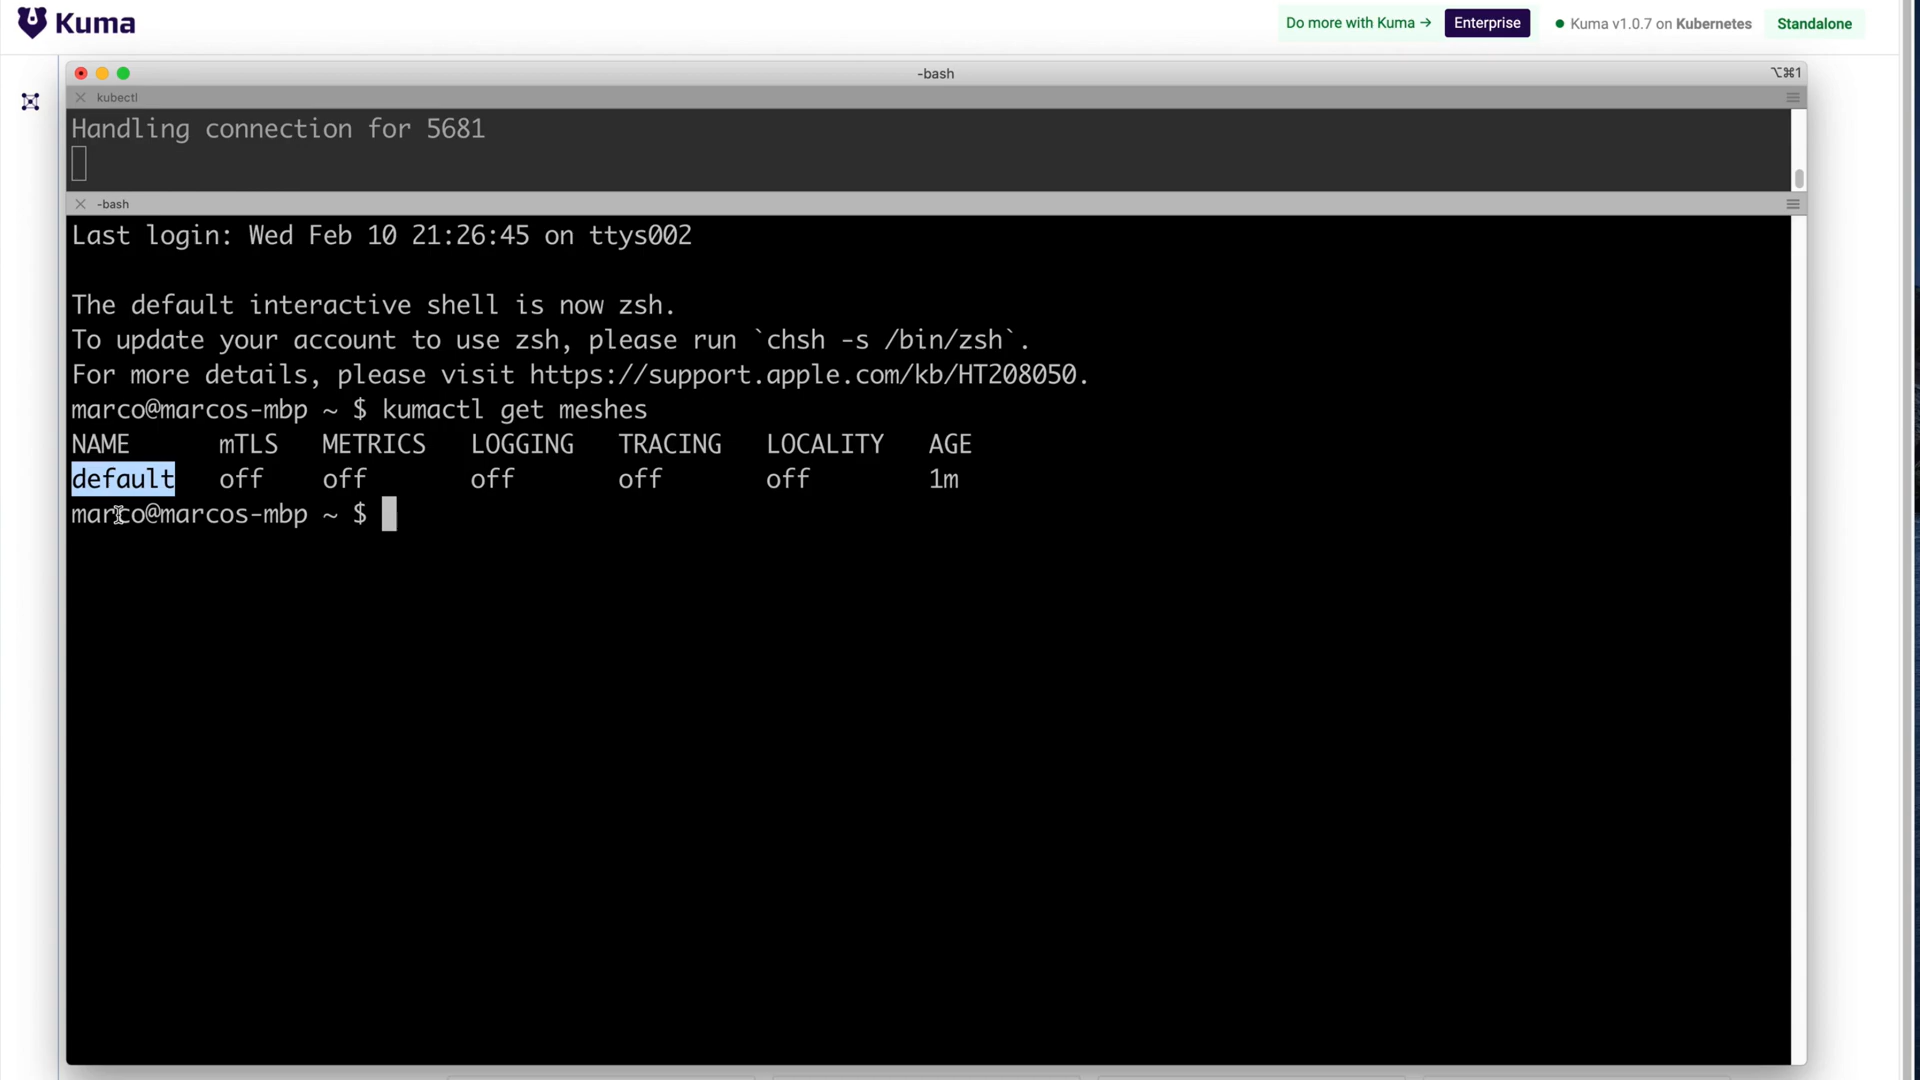 Kuma
Do more with Kuma → Enterprise Kuma v1.0.7 on Kubernetes Standalone
-bash ⌥⌘1
kubectl
Handling connection for 5681
-bash
Last login: Wed Feb 10 21:26:45 on ttys002
The default interactive shell is now zsh.
To update your account to use zsh, please run `chsh -s /bin/zsh`.
For more details, please visit https://support.apple.com/kb/HT208050.
marco@marcos-mbp ~ $ kumactl get meshes
NAME mTLS METRICS LOGGING TRACING LOCALITY AGE
default off off off off off 1m
marco@marcos-mbp ~ $